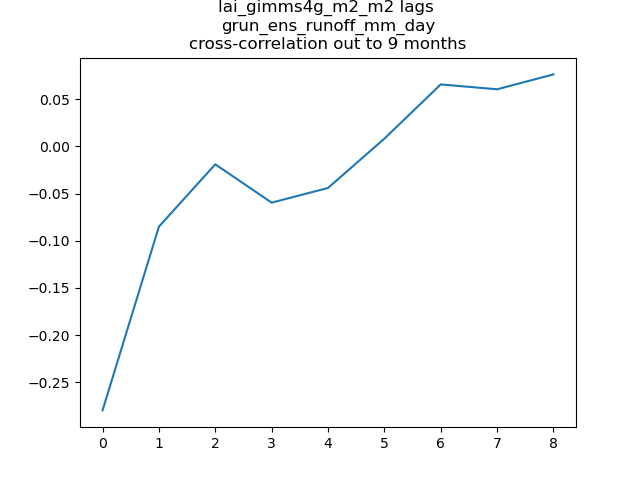 lai_gimms4g_m2_m2 lags
grun_ens_runoff_mm_day
cross-correlation out to 9 months
0.05
0.00
−0.05
−0.10
−0.15
−0.20
−0.25
0 1 2 3 4 5 6 7 8